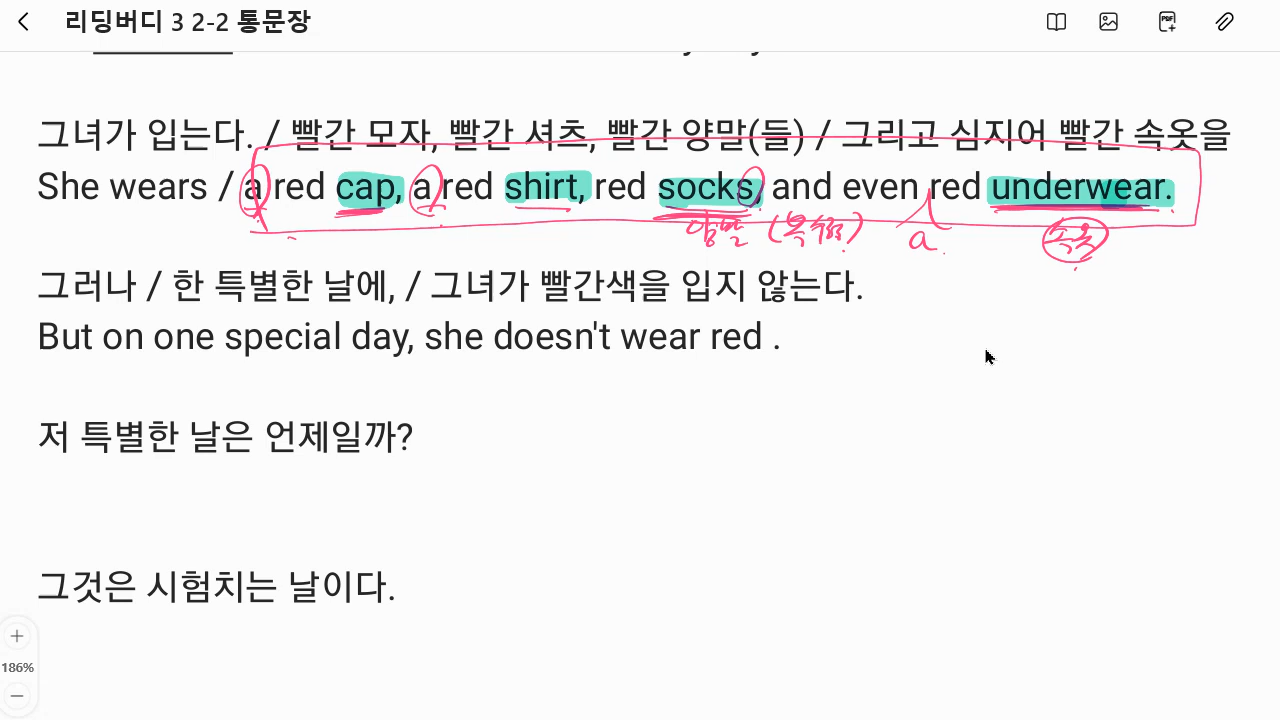 리딩버디 3 2-2 통문장
그녀가 입는다. / 빨간 모자, 빨간 셔츠, 빨간 양말(들) / 그리고 심지어 빨간 속옷을
She wears / a red cap, a red shirt, red socks, and even red underwear.
양말 (복수형) a 속옷
그러나 / 한 특별한 날에, / 그녀가 빨간색을 입지 않는다.
But on one special day, she doesn't wear red .
저 특별한 날은 언제일까?
그것은 시험치는 날이다.
186%